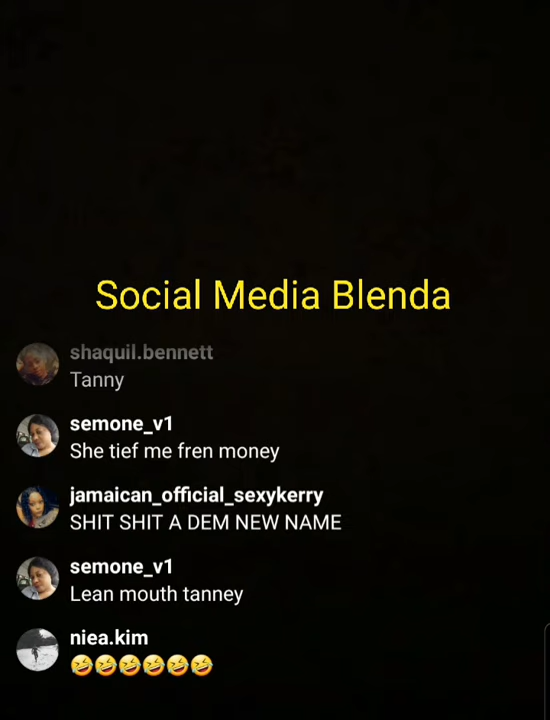 Social Media Blenda
shaquil.bennett
Tanny
semone_v1
She tief me fren money
jamaican_official_sexykerry
SHIT SHIT A DEM NEW NAME
semone_v1
Lean mouth tanney
niea.kim
🤣🤣🤣🤣🤣🤣